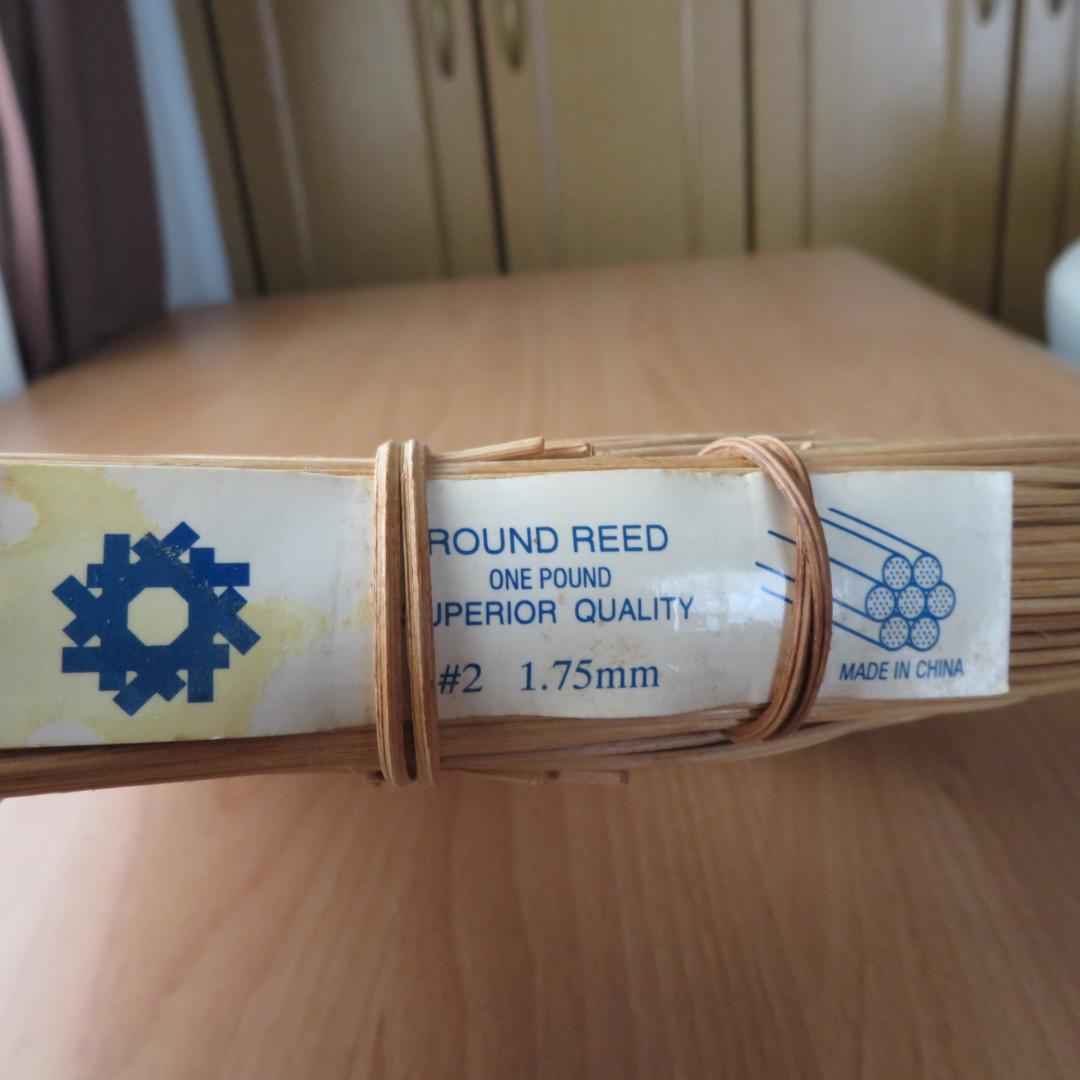 ROUND REED
ONE POUND
UPERIOR QUALITY
#2 1.75mm
MADE IN CHINA